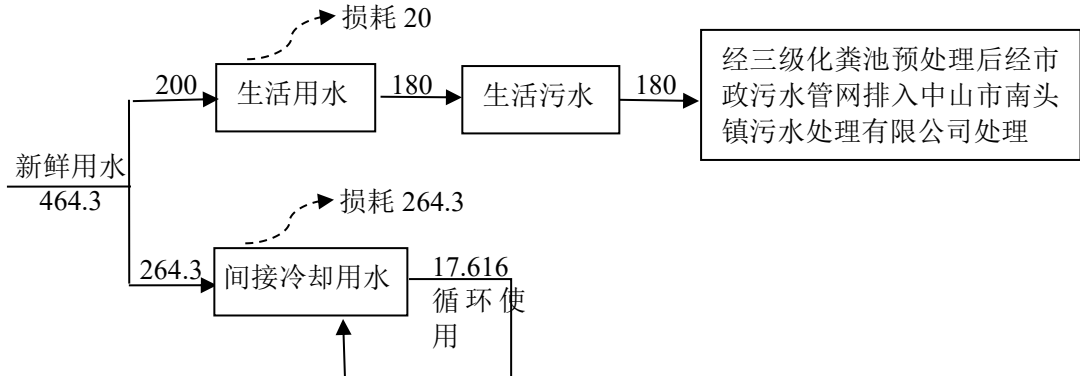 损耗 20
200
生活用水
180
生活污水
180
经三级化粪池预处理后经市
政污水管网排入中山市南头
镇污水处理有限公司处理
新鲜用水
464.3
损耗 264.3
264.3
间接冷却用水
17.616
循环使
用